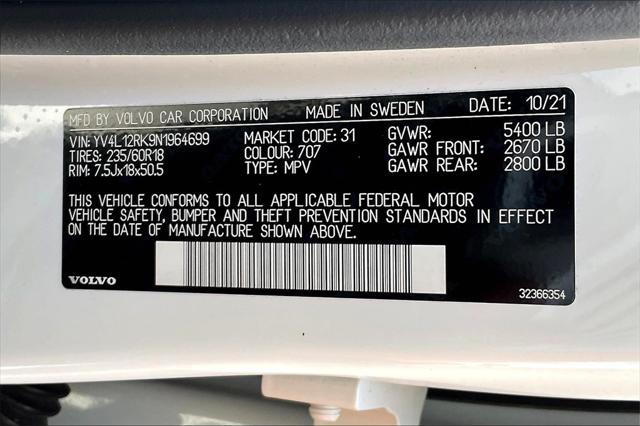 MFD BY VOLVO CAR CORPORATION MADE IN SWEDEN DATE: 10/21
VIN: YV4L12RK9N1964699 MARKET CODE: 31 GVWR: 5400 LB
TIRES: 235/60R18 COLOUR: 707 GAWR FRONT: 2670 LB
RIM: 7.5Jx18x50.5 TYPE: MPV GAWR REAR: 2800 LB
THIS VEHICLE CONFORMS TO ALL APPLICABLE FEDERAL MOTOR
VEHICLE SAFETY, BUMPER AND THEFT PREVENTION STANDARDS IN EFFECT
ON THE DATE OF MANUFACTURE SHOWN ABOVE.
VOLVO 32366354